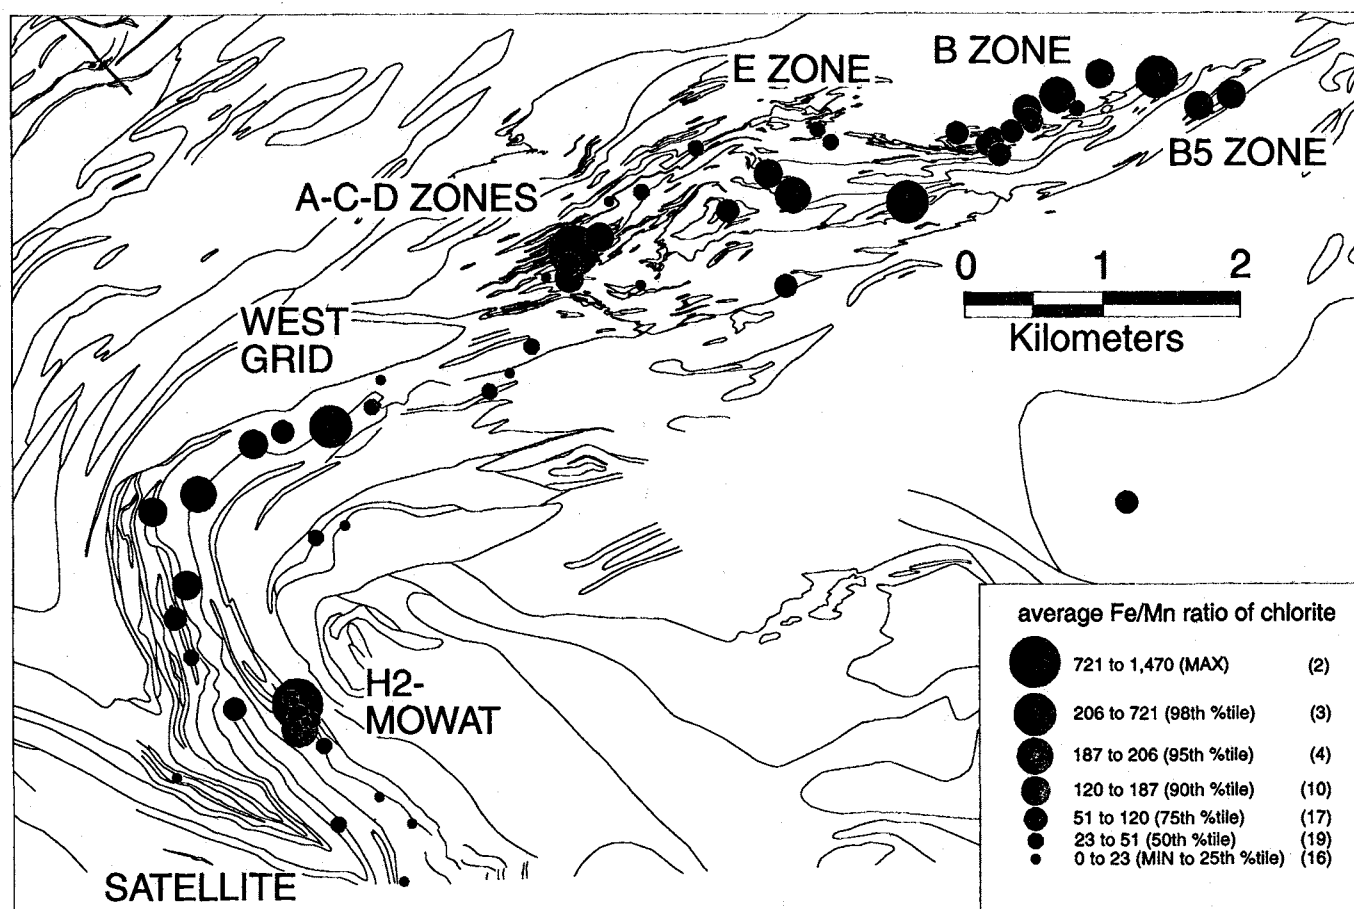 B ZONE
E ZONE
B5 ZONE
A-C-D ZONES
0 1 2
Kilometers
WEST
GRID
H2-
MOWAT
SATELLITE
average Fe/Mn ratio of chlorite
721 to 1,470 (MAX) (2)
206 to 721 (98th %tile) (3)
187 to 206 (95th %tile) (4)
120 to 187 (90th %tile) (10)
51 to 120 (75th %tile) (17)
23 to 51 (50th %tile) (19)
0 to 23 (MIN to 25th %tile) (16)